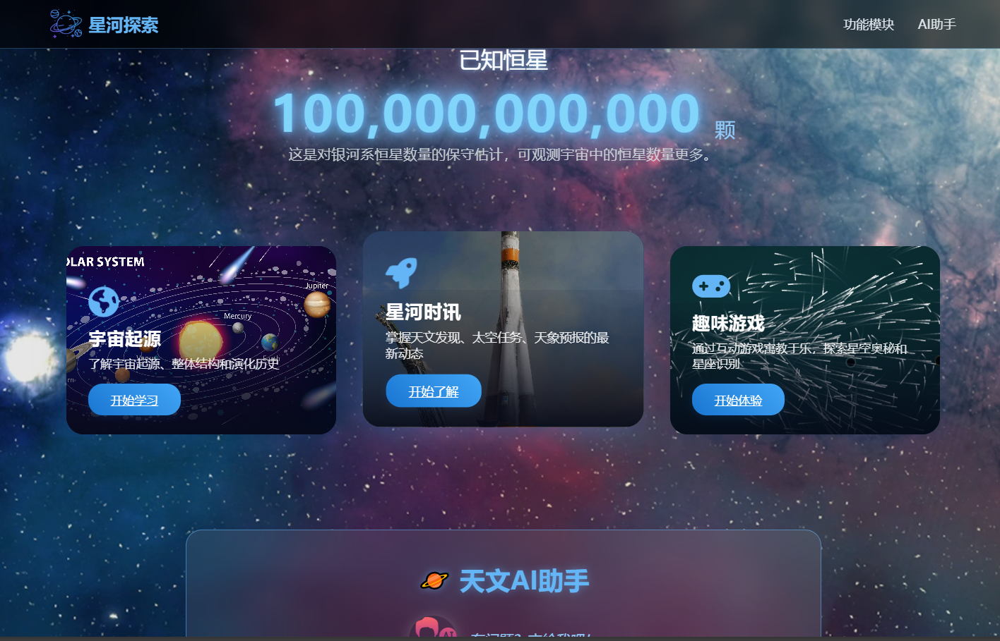 星河探索
功能模块
AI助手
已知恒星
100,000,000,000 颗
这是对银河系恒星数量的保守估计，可观测宇宙中的恒星数量更多。
OLAR SYSTEM
Jupiter
Mercury
宇宙起源
了解宇宙起源、整体结构和演化历史
开始学习
星河时讯
掌握天文发现、太空任务、天象预报的最
新动态
开始了解
趣味游戏
通过互动游戏寓教于乐，探索星空奥秘和
星座识别
开始体验
天文AI助手
AI